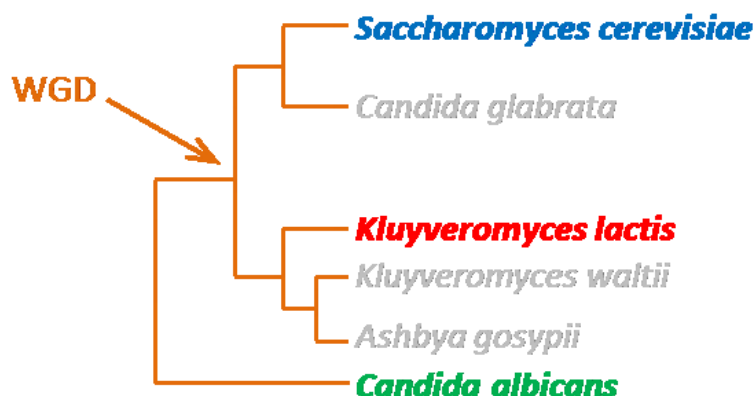 Saccharomyces cerevisiae
WGD
Candida glabrata
Kluyveromyces lactis
Kluyveromyces waltii
Ashbya gosypii
Candida albicans